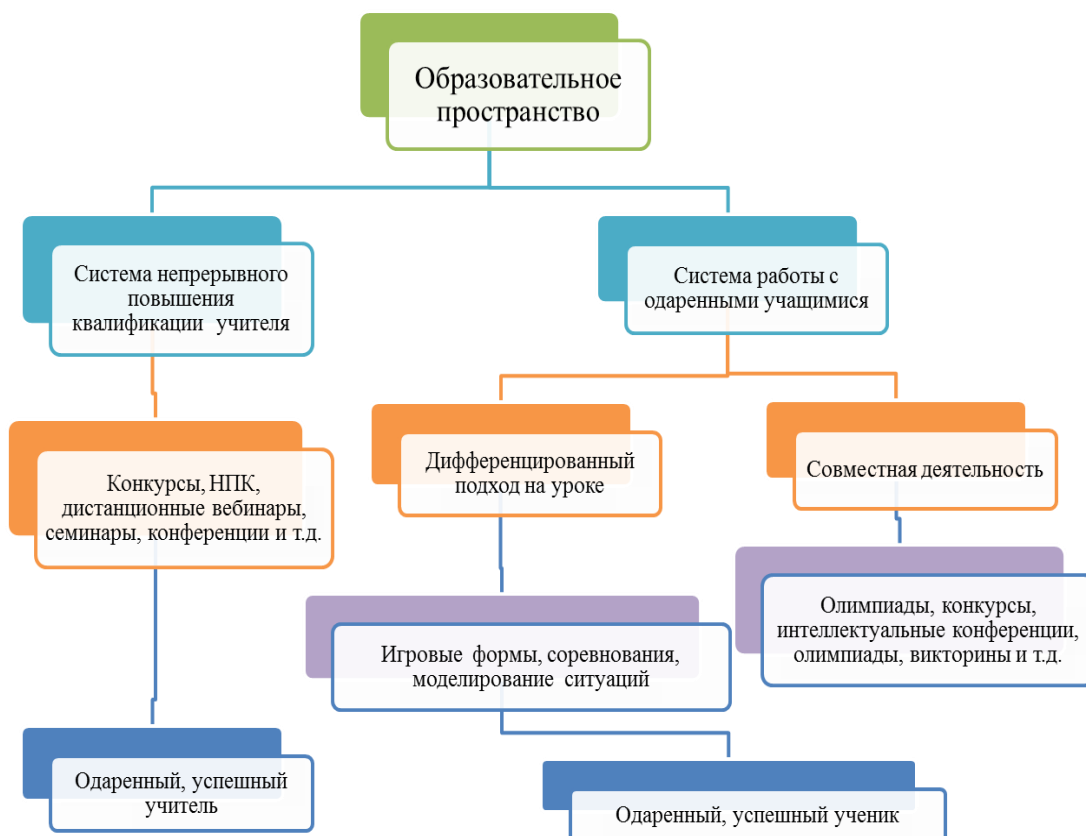 Образовательное
пространство
Система непрерывного
повышения
квалификации учителя
Система работы с
одаренными учащимися
Конкурсы, НПК,
дистанционные вебинары,
семинары, конференции и т.д.
Дифференцированный
подход на уроке
Совместная деятельность
Игровые формы, соревнования,
моделирование ситуаций
Олимпиады, конкурсы,
интеллектуальные конференции,
олимпиады, викторины и т.д.
Одаренный, успешный
учитель
Одаренный, успешный ученик